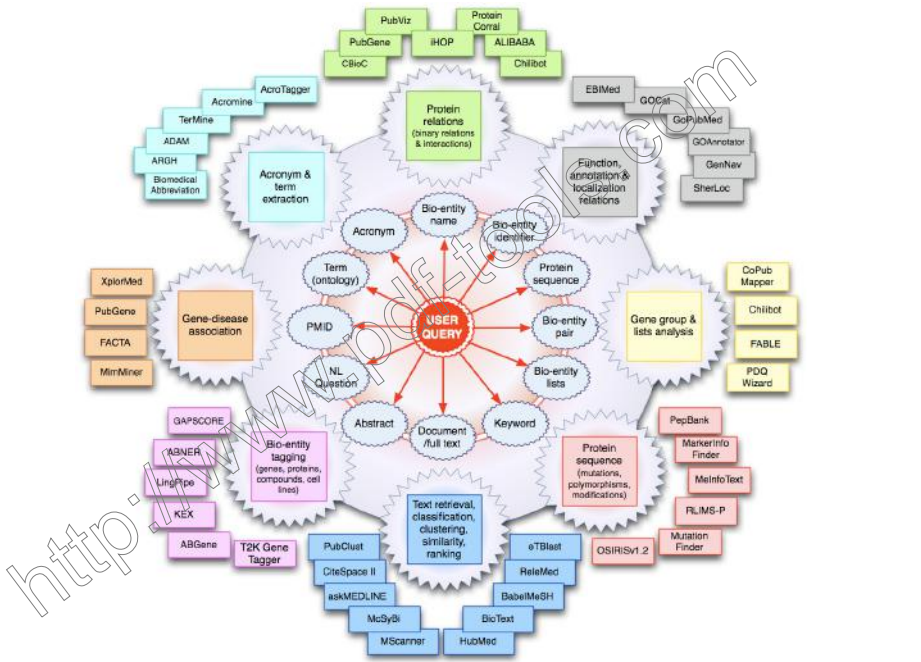 PubViz
Protein
Corral
PubGene
iHOP
ALIBABA
CBioC
Chilibot
AcroTagger
Acromine
TerMine
ADAM
ARGH
Biomedical
Abbreviation
EBIMed
GOCat
GoPubMed
GOAnnotator
GenNav
SherLoc
Protein
relations
(binary relations
& interactions)
Acronym &
term
extraction
Function,
annotation &
localization
relations
Bio-entity
name
Acronym
Bio-entity
identifier
Term
(ontology)
Protein
sequence
PMID
USER
QUERY
Bio-entity
pair
NL
Question
Bio-entity
lists
Abstract
Document
/full text
Keyword
XplorMed
PubGene
FACTA
MimMiner
Gene-disease
association
Gene group &
lists analysis
CoPub
Mapper
Chilibot
FABLE
PDQ
Wizard
GAPSCORE
ABNER
LingPipe
KEX
ABGene
T2K Gene
Tagger
Bio-entity
tagging
(genes, proteins,
compounds, cell
lines)
Text retrieval,
classification,
clustering,
similarity,
ranking
Protein
sequence
(mutations,
polymorphisms,
modifications)
PepBank
MarkerInfo
Finder
MeInfoText
RLIMS-P
Mutation
Finder
OSIRISv1.2
PubClust
CiteSpace II
askMEDLINE
McSyBi
MScanner
eTBlast
ReleMed
BabelMeSH
BioText
HubMed
http://www.pdf-tools.com